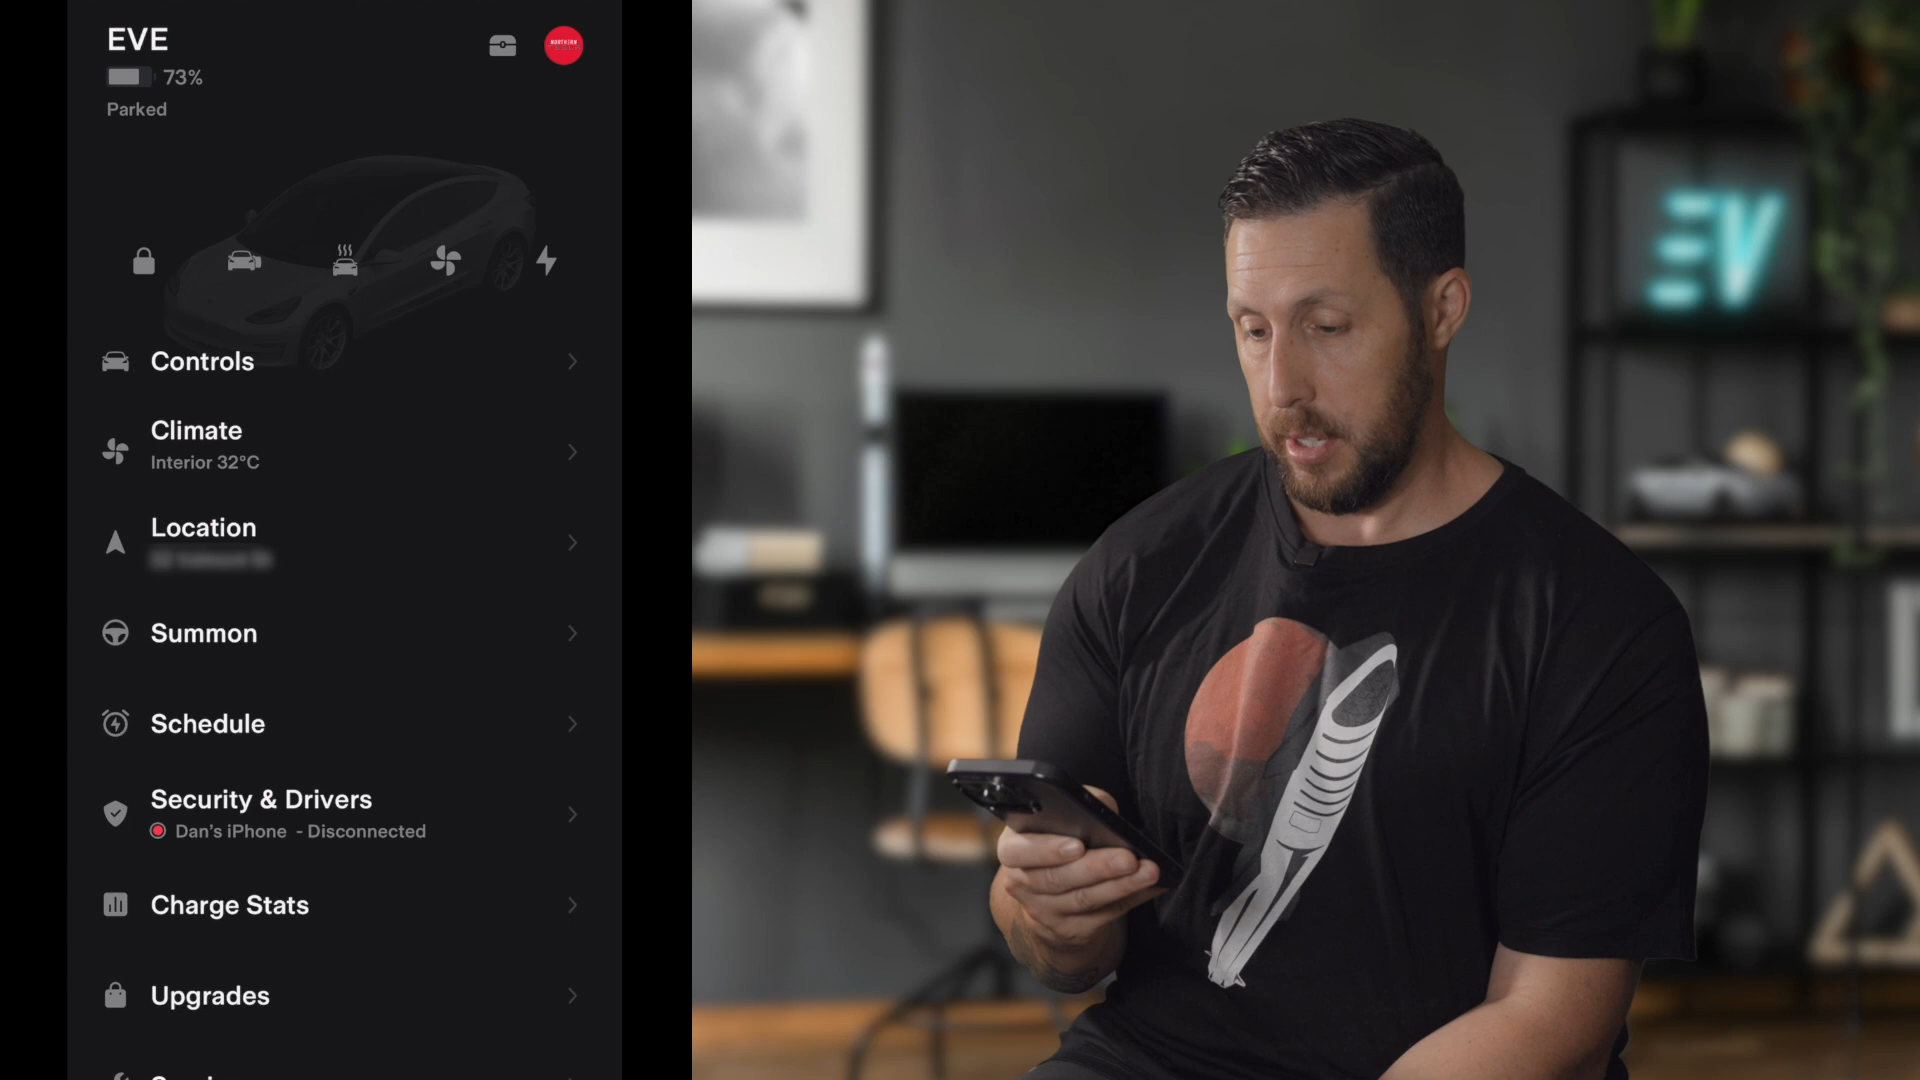 EVE
73%
Parked
Controls
Climate
Interior 32°C
Location
Summon
Schedule
Security & Drivers
Dan's iPhone - Disconnected
Charge Stats
Upgrades
EV